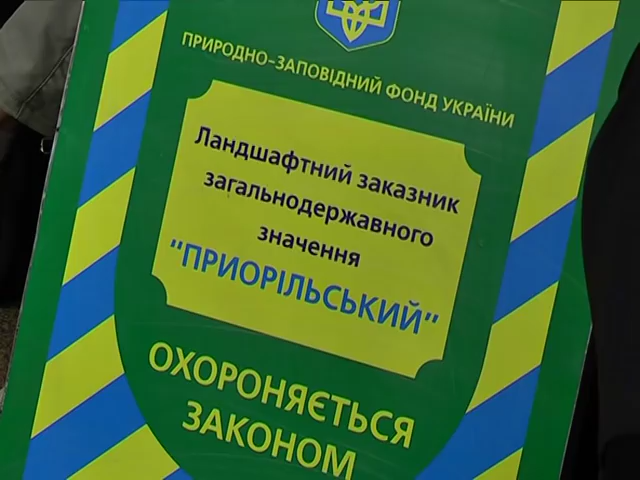 ПРИРОДНО-ЗАПОВІДНИЙ ФОНД УКРАЇНИ
Ландшафтний заказник
загальнодержавного
значення
"ПРИОРІЛЬСЬКИЙ"
ОХОРОНЯЄТЬСЯ
ЗАКОНОМ